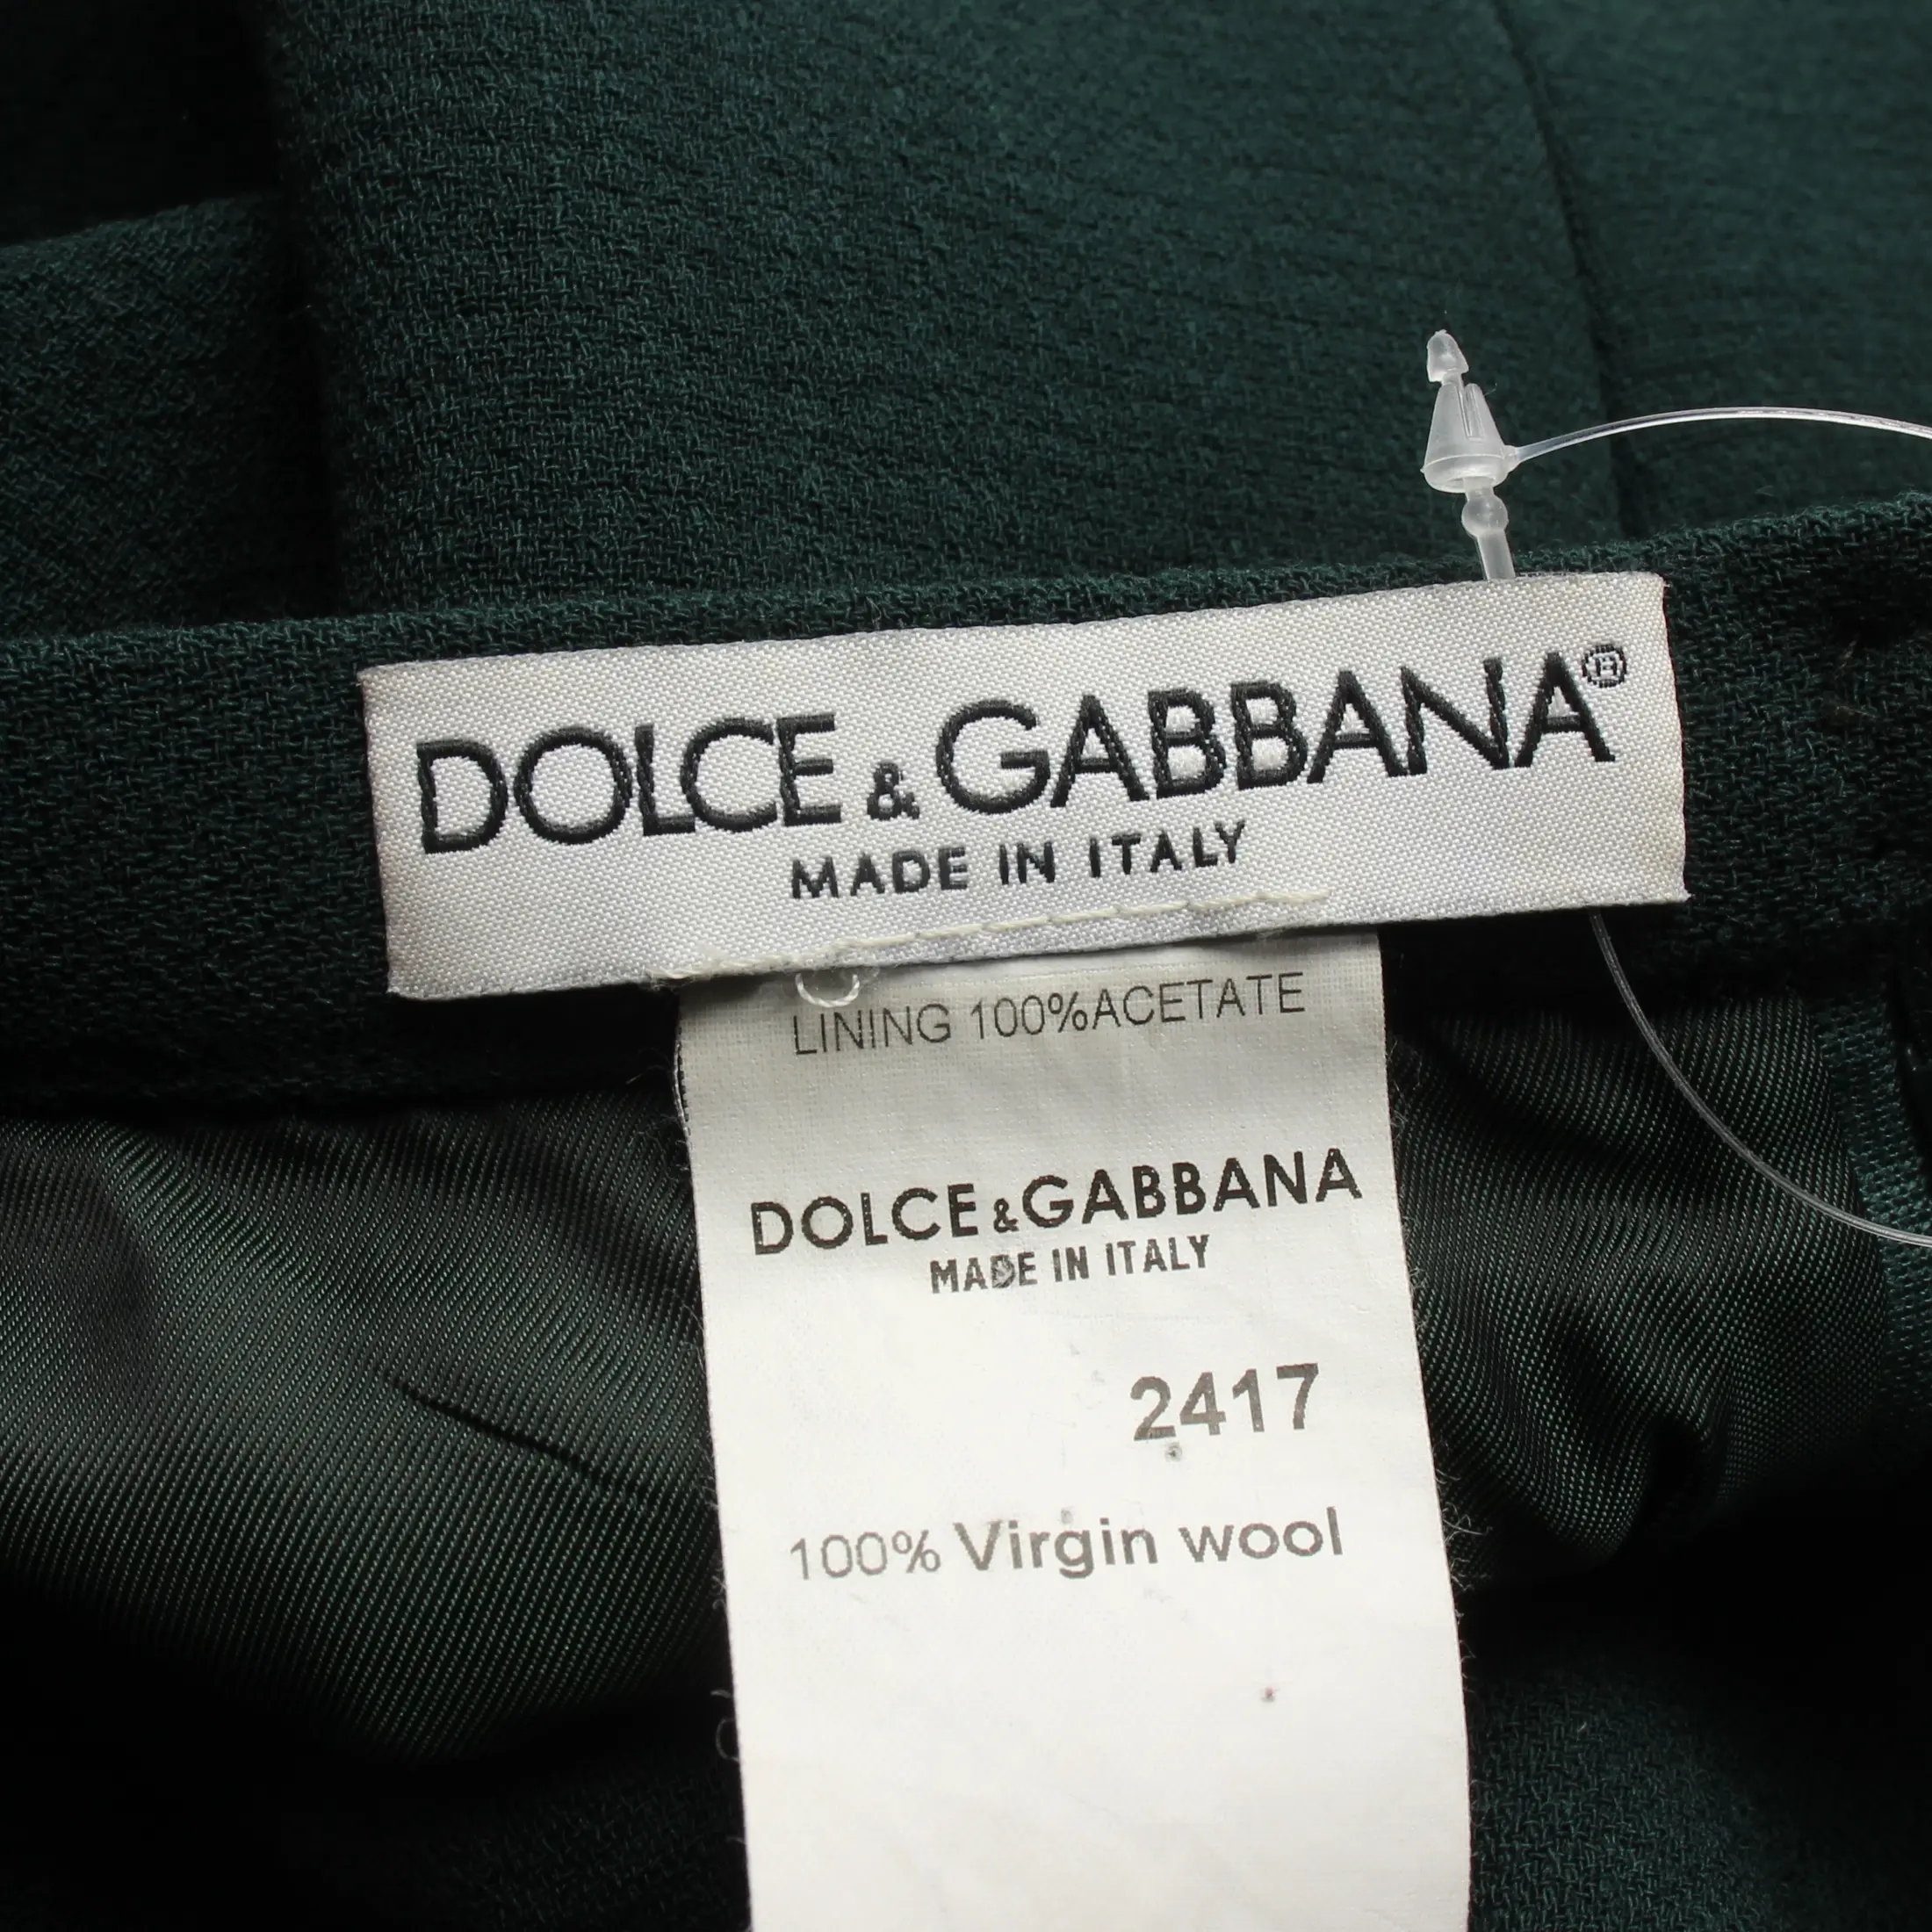 DOLCE & GABBANA®
MADE IN ITALY
LINING 100%ACETATE
DOLCE & GABBANA
MADE IN ITALY
2417
100% Virgin wool